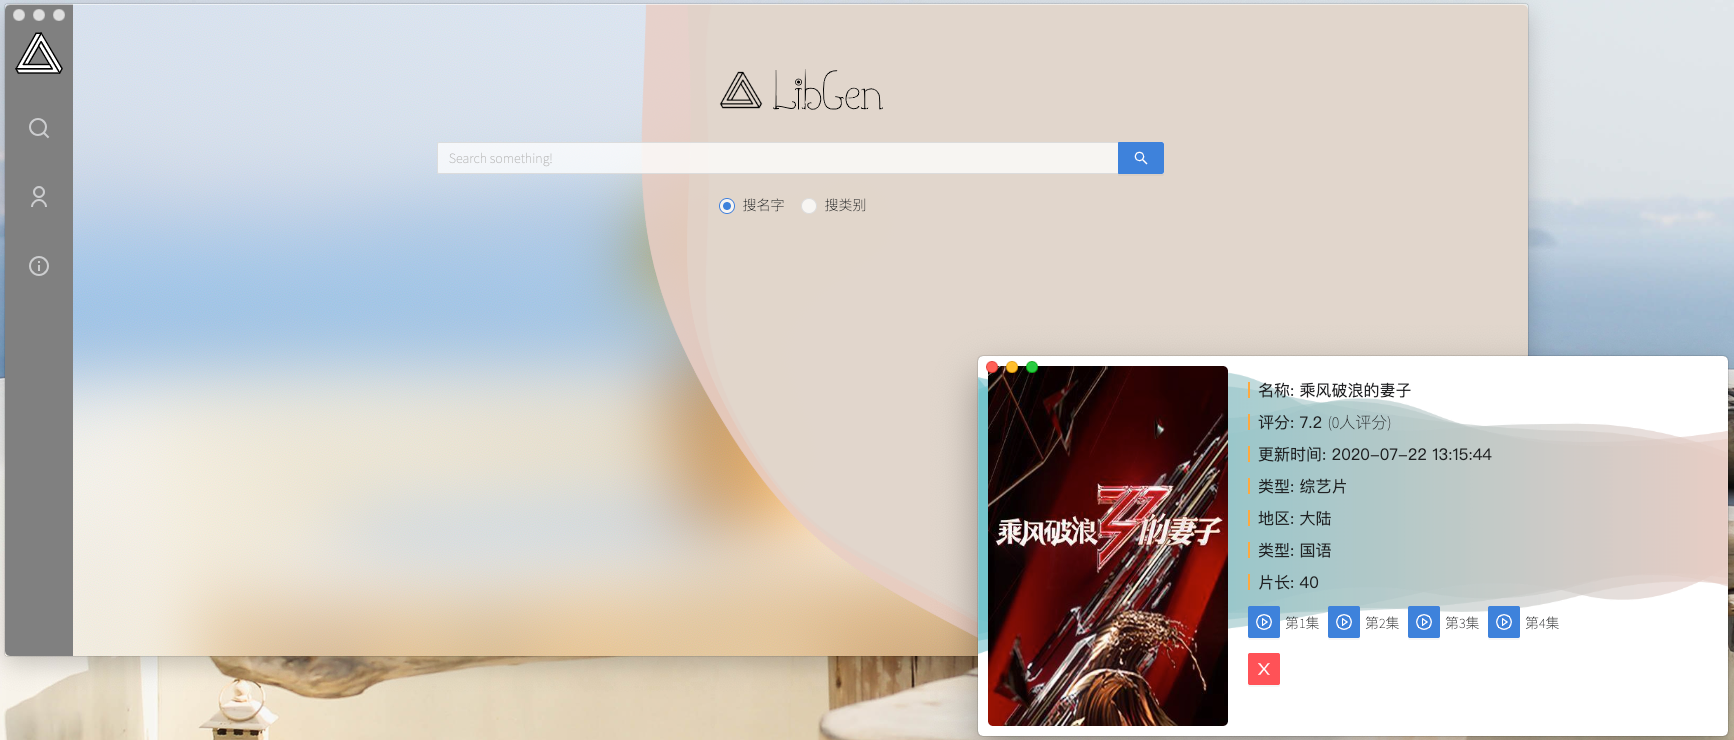 LibGen
Search something!
搜名字 搜类别
乘风破浪的妻子
名称: 乘风破浪的妻子
评分: 7.2 (0人评分)
更新时间: 2020-07-22 13:15:44
类型: 综艺片
地区: 大陆
类型: 国语
片长: 40
第1集 第2集 第3集 第4集
X